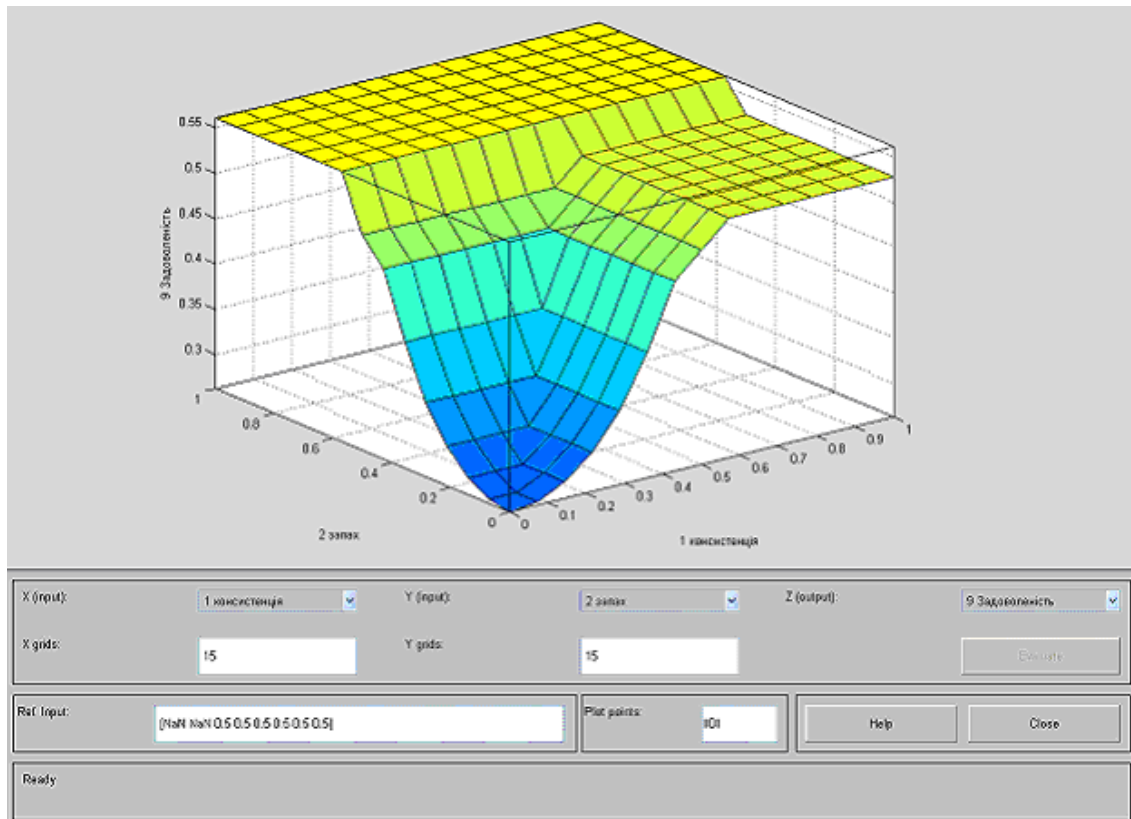 0.55
0.5
0.45
0.4
0.35
0.3
9 Задоволеність
1
0.8
0.6
0.4
0.2
0
2 запах
0
0.1
0.2
0.3
0.4
0.5
0.6
0.7
0.8
0.9
1
1 консистенція
X (input):
1 консистенція
Y (input):
2 запах
Z (output):
9 Задоволеність
X grids:
15
Y grids:
15
Evaluate
Ref. Input:
[NaN NaN 0.5 0.5 0.5 0.5 0.5 0.5]
Plot points:
101
Help
Close
Ready